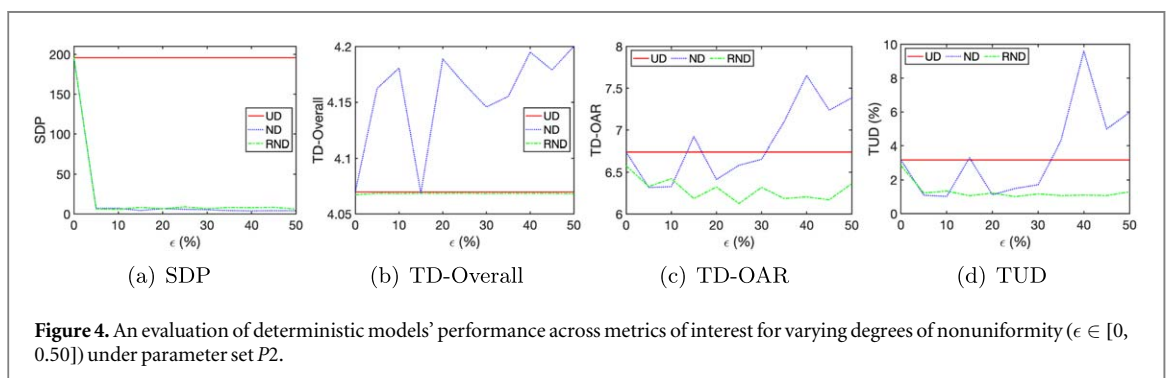 200
150
100
50
0
SDP
UD
ND
RND
0 10 20 30 40 50
ϵ (%)
(a) SDP
4.2
4.15
4.1
4.05
TD-Overall
UD
ND
RND
0 10 20 30 40 50
ϵ (%)
(b) TD-Overall
8
7.5
7
6.5
6
TD-OAR
UD ND RND
0 10 20 30 40 50
ϵ (%)
(c) TD-OAR
10
8
6
4
2
0
TUD (%)
UD ND RND
0 10 20 30 40 50
ϵ (%)
(d) TUD
Figure 4. An evaluation of deterministic models' performance across metrics of interest for varying degrees of nonuniformity (ϵ ∈ [0,
0.50]) under parameter set P2.